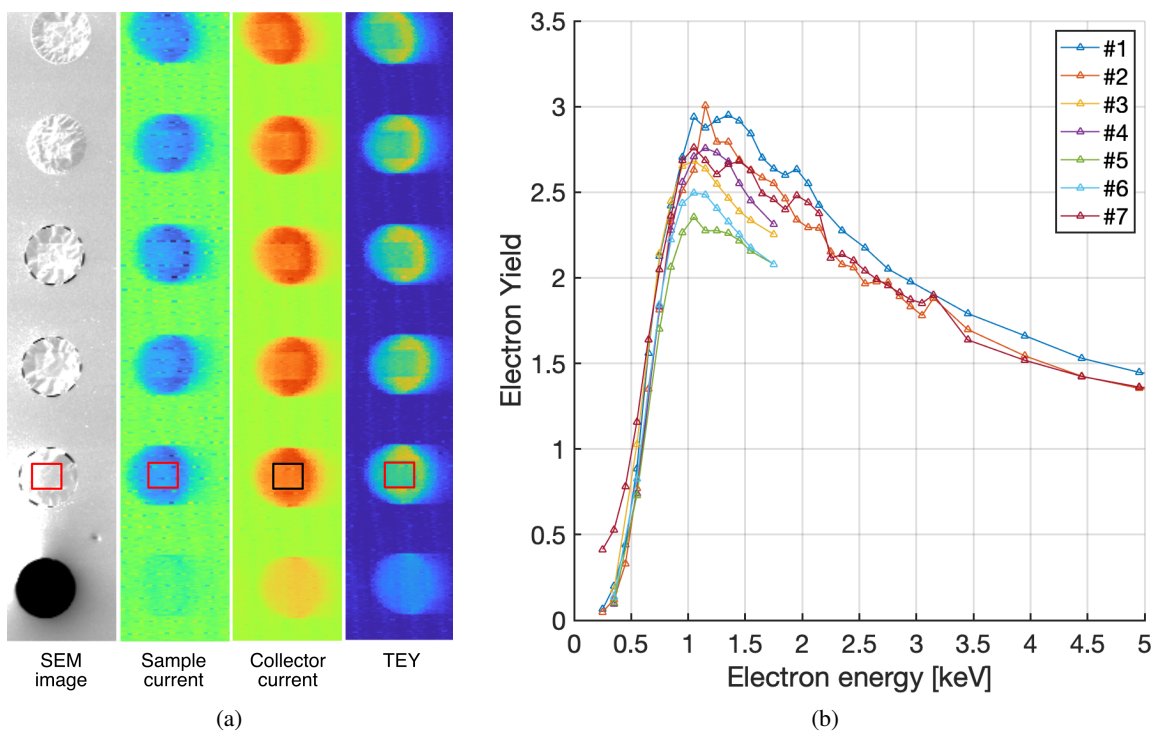 SEM
image
Sample
current
Collector
current
TEY
(a)
3.5
3
2.5
2
1.5
1
0.5
0
Electron Yield
0 0.5 1 1.5 2 2.5 3 3.5 4 4.5 5
Electron energy [keV]
#1
#2
#3
#4
#5
#6
#7
(b)